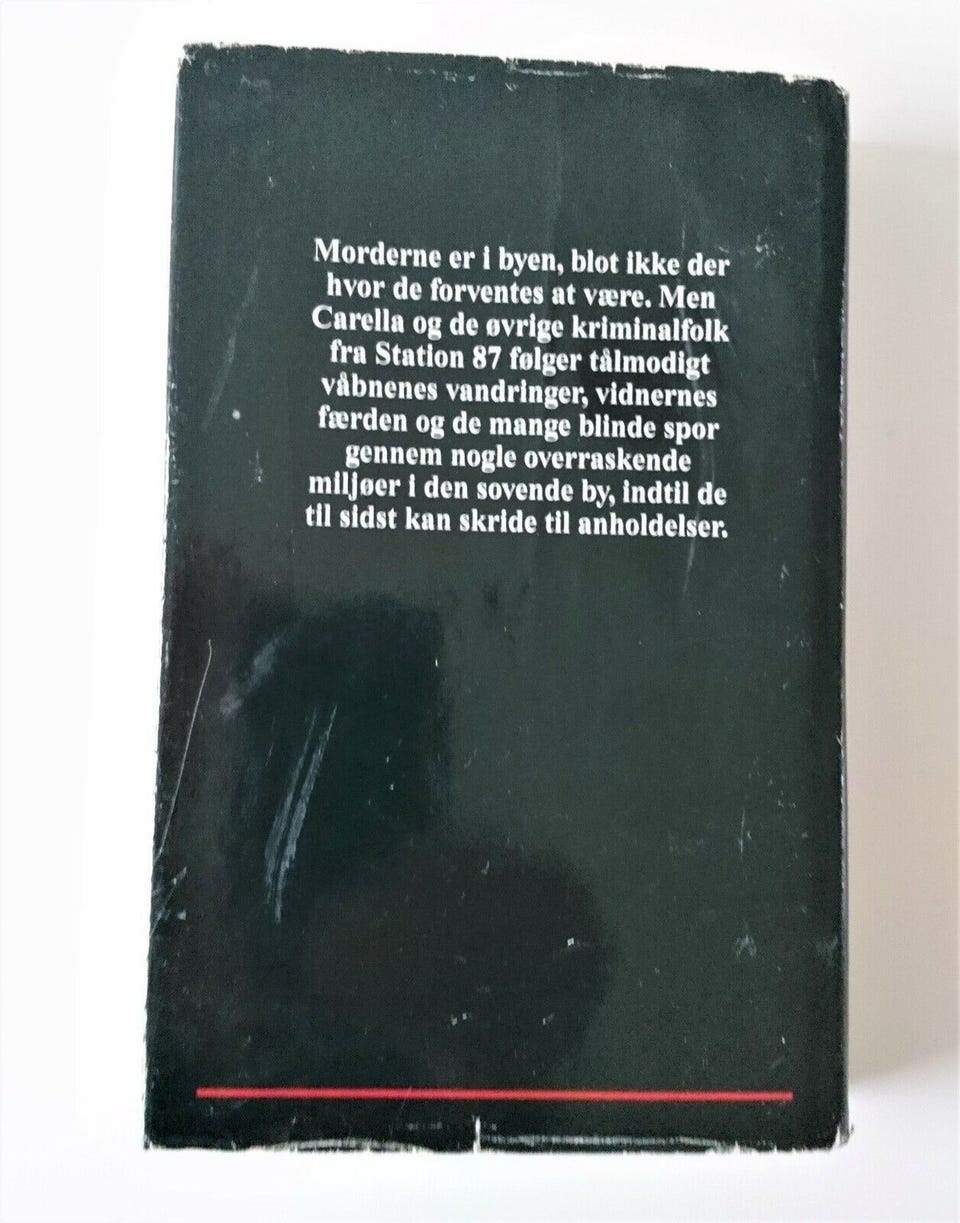 Morderne er i byen, blot ikke der
hvor de forventes at være. Men
Carella og de øvrige kriminalfolk
fra Station 87 følger tålmodigt
våbnenes vandringer, vidnernes
færden og de mange blinde spor
gennem nogle overraskende
miljøer i den sovende by, indtil de
til sidst kan skride til anholdelser.